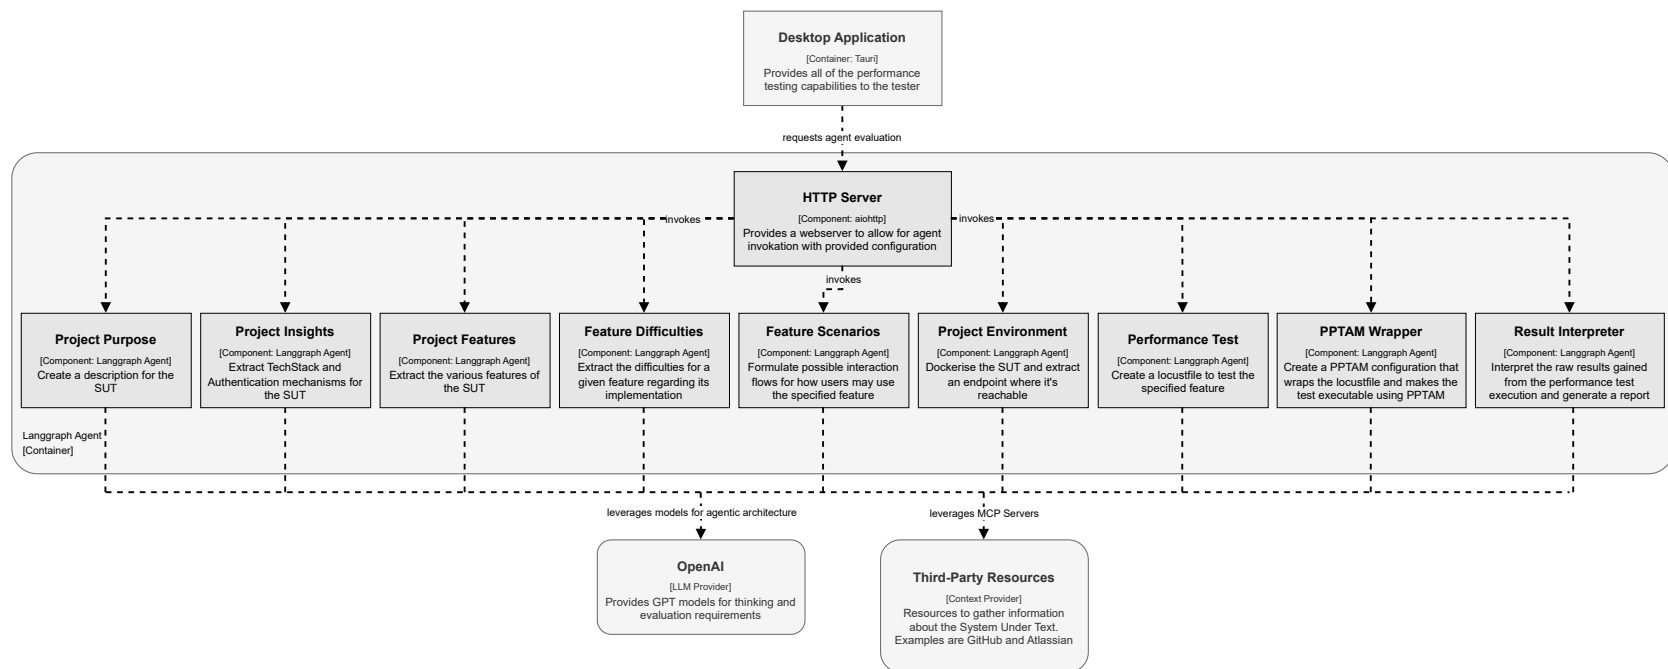 Desktop Application
[Container: Tauri]
Provides all of the performance
testing capabilities to the tester
requests agent evaluation
HTTP Server
[Component: aiohttp]
Provides a webserver to allow for agent
invokation with provided configuration
invokes
invokes
invokes
Project Purpose
[Component: Langgraph Agent]
Create a description for the
SUT
Project Insights
[Component: Langgraph Agent]
Extract TechStack and
Authentication mechanisms for
the SUT
Project Features
[Component: Langgraph Agent]
Extract the various features of
the SUT
Feature Difficulties
[Component: Langgraph Agent]
Extract the difficulties for a
given feature regarding its
implementation
Feature Scenarios
[Component: Langgraph Agent]
Formulate possible interaction
flows for how users may use
the specified feature
Project Environment
[Component: Langgraph Agent]
Dockerise the SUT and extract
an endpoint where it's
reachable
Performance Test
[Component: Langgraph Agent]
Create a locustfile to test the
specified feature
PPTAM Wrapper
[Component: Langgraph Agent]
Create a PPTAM configuration that
wraps the locustfile and makes the
test executable using PPTAM
Result Interpreter
[Component: Langgraph Agent]
Interpret the raw results gained
from the performance test
execution and generate a report
Langgraph Agent
[Container]
leverages models for agentic architecture
leverages MCP Servers
OpenAI
[LLM Provider]
Provides GPT models for thinking and
evaluation requirements
Third-Party Resources
[Context Provider]
Resources to gather information
about the System Under Text.
Examples are GitHub and Atlassian